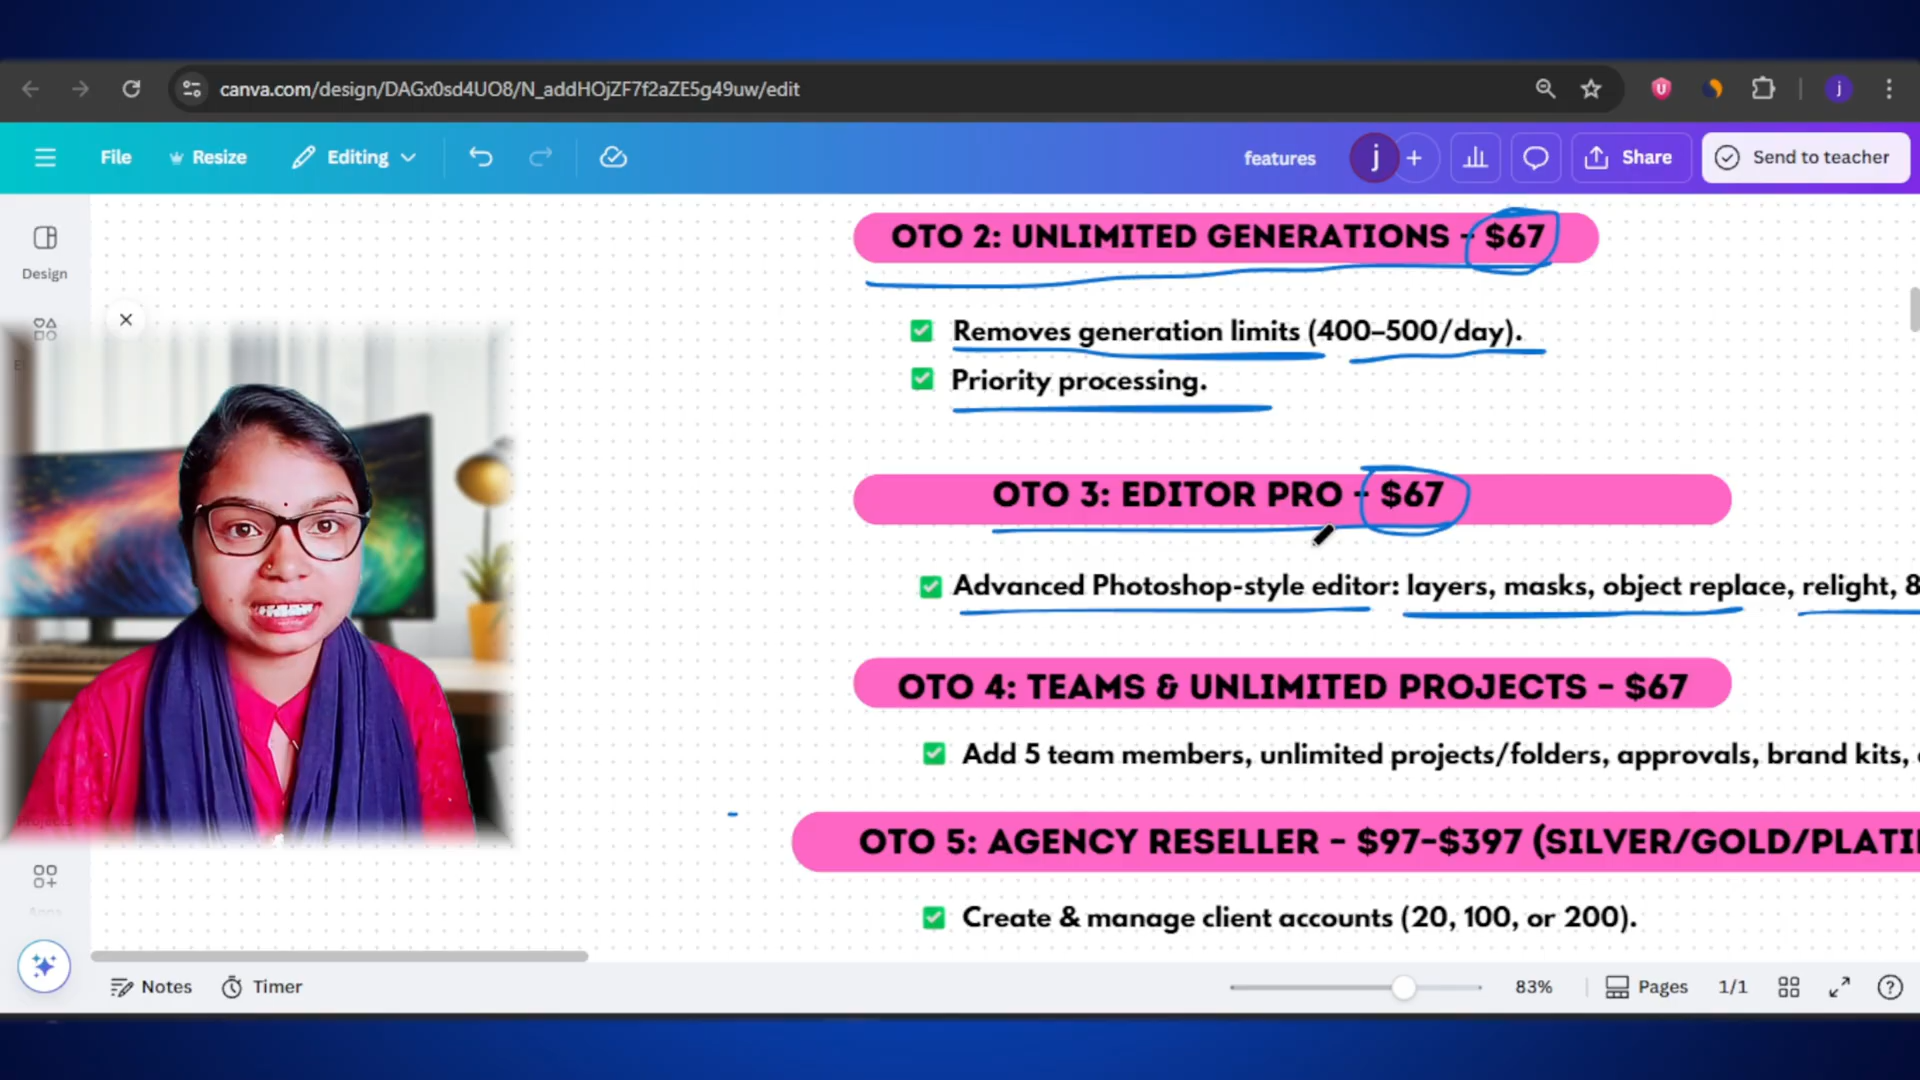 canva.com/design/DAGx0sd4UO8/N_addHOjZF7f2aZE5g49uw/edit
j
File
Resize
Editing
features
j
Share
Send to teacher
Design
OTO 2: UNLIMITED GENERATIONS - $67
Removes generation limits (400–500/day).
Priority processing.
OTO 3: EDITOR PRO - $67
Advanced Photoshop-style editor: layers, masks, object replace, relight, 8
OTO 4: TEAMS & UNLIMITED PROJECTS – $67
Add 5 team members, unlimited projects/folders, approvals, brand kits,
Projects
OTO 5: AGENCY RESELLER – $97–$397 (SILVER/GOLD/PLATI
Apps
Create & manage client accounts (20, 100, or 200).
Notes
Timer
83%
Pages
1/1